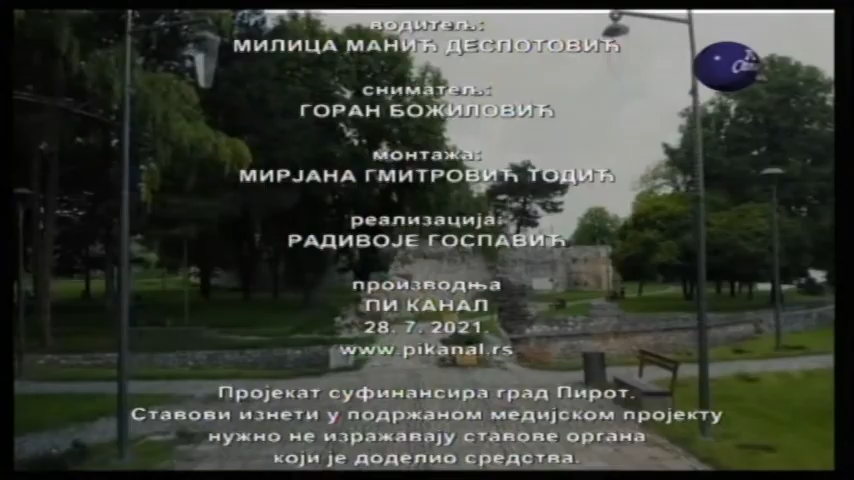 водитељ:
МИЛИЦА МАНИЋ ДЕСПОТОВИЋ
сниматељ:
ГОРАН БОЖИЛОВИЋ
монтажа:
МИРЈАНА ГМИТРОВИЋ ТОДИЋ
реализација:
РАДИВОЈЕ ГОСПАВИЋ
производња
ПИ КАНАЛ
28. 7. 2021.
www.pikanal.rs
Пројекат суфинансира град Пирот.
Ставови изнети у подржаном медијском пројекту
нужно не изражавају ставове органа
који је доделио средства.